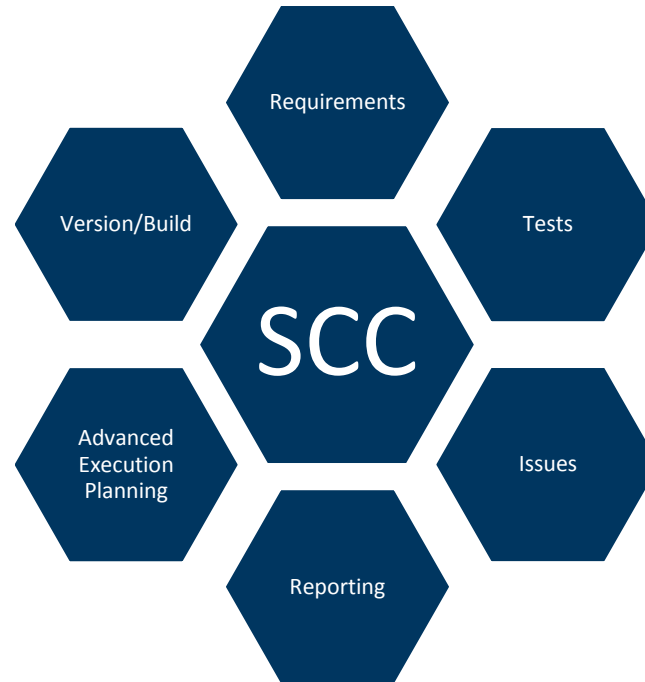 Requirements
Version/Build
Tests
SCC
Advanced
Execution
Planning
Issues
Reporting